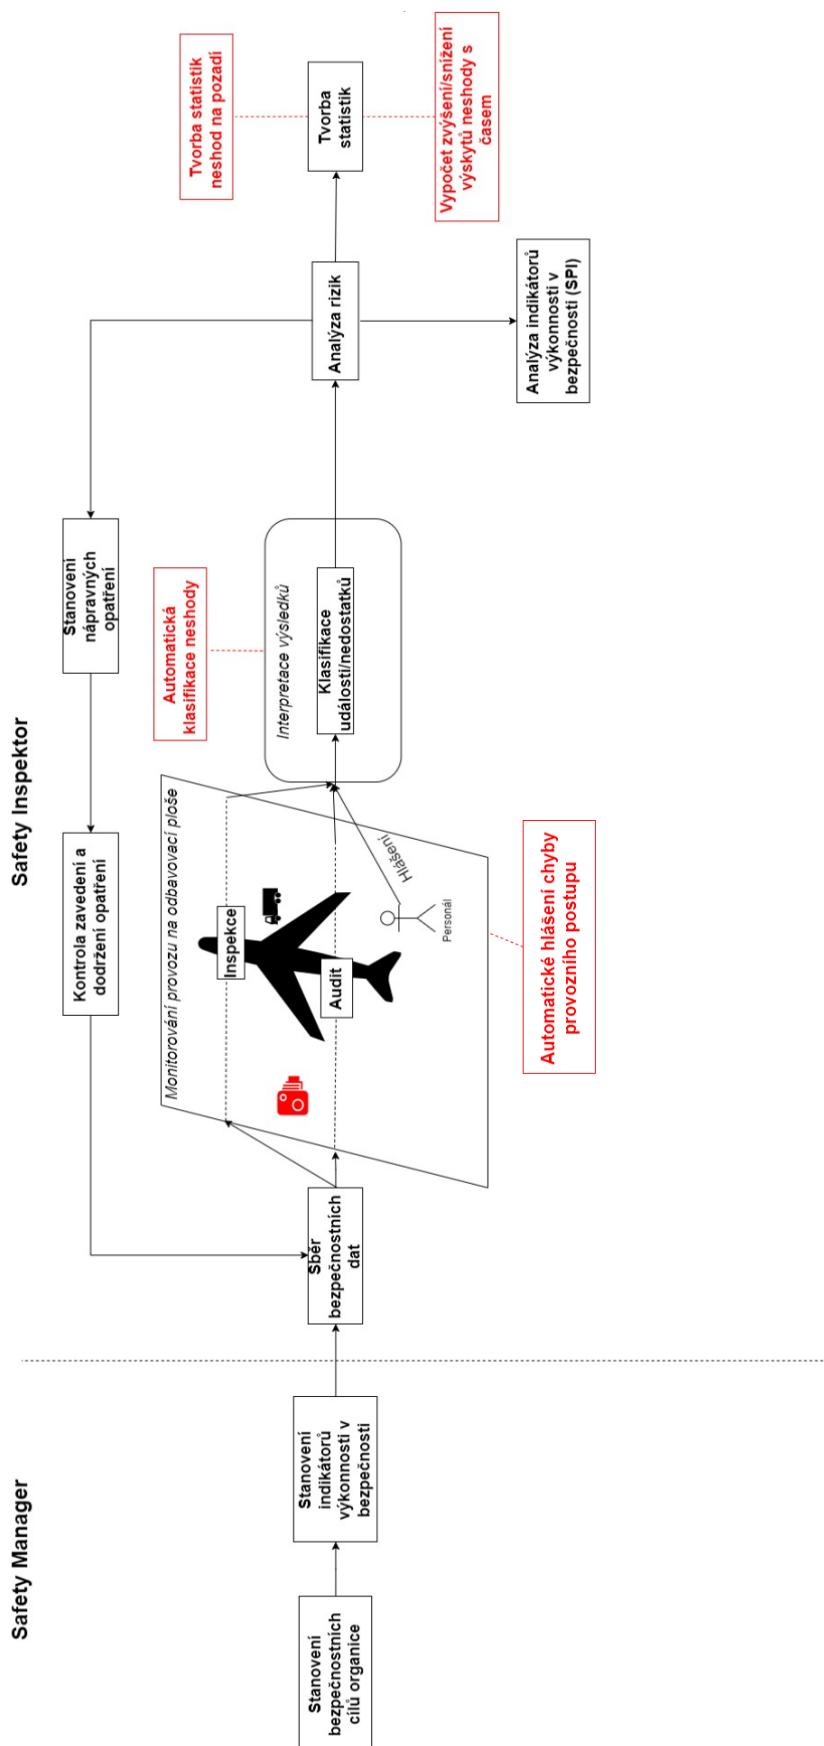 Safety Manager
Safety Inspektor
Stanovení
bezpečnostních
cílů organice
Stanovení
indikátorů
výkonnosti v
bezpečnosti
Sběr
bezpečnostních
dat
Kontrola zavedení a
dodržení opatření
Stanovení
nápravných
opatření
Monitorování provozu na odbavovací ploše
Inspekce
Audit
Hlášení
Personál
Automatické hlášení chyby
provozního postupu
Automatická
klasifikace neshody
Interpretace výsledků
Klasifikace
události/nedostatků
Analýza rizik
Analýza indikátorů
výkonnosti v
bezpečnosti (SPI)
Tvorba statistik
neshod na pozadí
Tvorba
statistik
Vypočet zvýšení/snížení
výskytů neshody s
časem